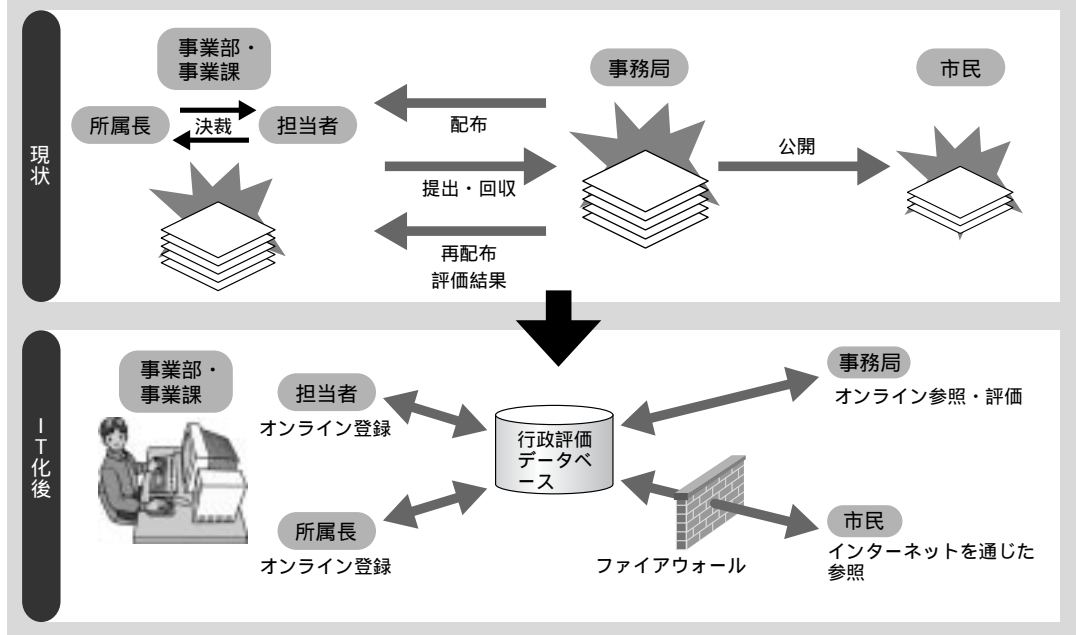 現状
事業部・
事業課
所属長
決裁
担当者
配布
提出・回収
再配布
評価結果
事務局
公開
市民
IT化後
事業部・
事業課
担当者
オンライン登録
所属長
オンライン登録
行政評価
データベ
ース
事務局
オンライン参照・評価
ファイアウォール
市民
インターネットを通じた
参照